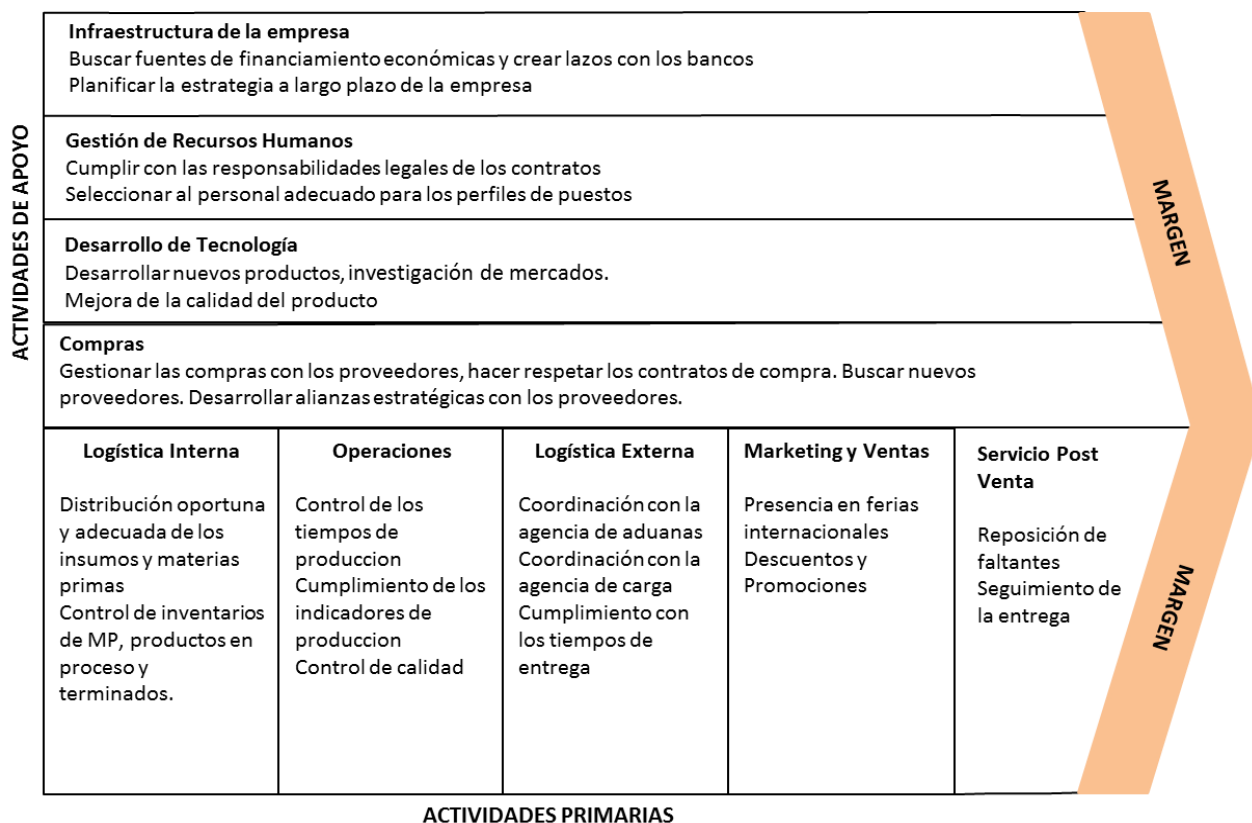 ACTIVIDADES DE APOYO
Infraestructura de la empresa
Buscar fuentes de financiamiento económicas y crear lazos con los bancos
Planificar la estrategia a largo plazo de la empresa
Gestión de Recursos Humanos
Cumplir con las responsabilidades legales de los contratos
Seleccionar al personal adecuado para los perfiles de puestos
Desarrollo de Tecnología
Desarrollar nuevos productos, investigación de mercados.
Mejora de la calidad del producto
Compras
Gestionar las compras con los proveedores, hacer respetar los contratos de compra. Buscar nuevos
proveedores. Desarrollar alianzas estratégicas con los proveedores.
MARGEN
Logística Interna
Distribución oportuna
y adecuada de los
insumos y materias
primas
Control de inventarios
de MP, productos en
proceso y
terminados.
Operaciones
Control de los
tiempos de
produccion
Cumplimiento de los
indicadores de
produccion
Control de calidad
Logística Externa
Coordinación con la
agencia de aduanas
Coordinación con la
agencia de carga
Cumplimiento con
los tiempos de
entrega
Marketing y Ventas
Presencia en ferias
internacionales
Descuentos y
Promociones
Servicio Post
Venta
Reposición de
faltantes
Seguimiento de
la entrega
MARGEN
ACTIVIDADES PRIMARIAS